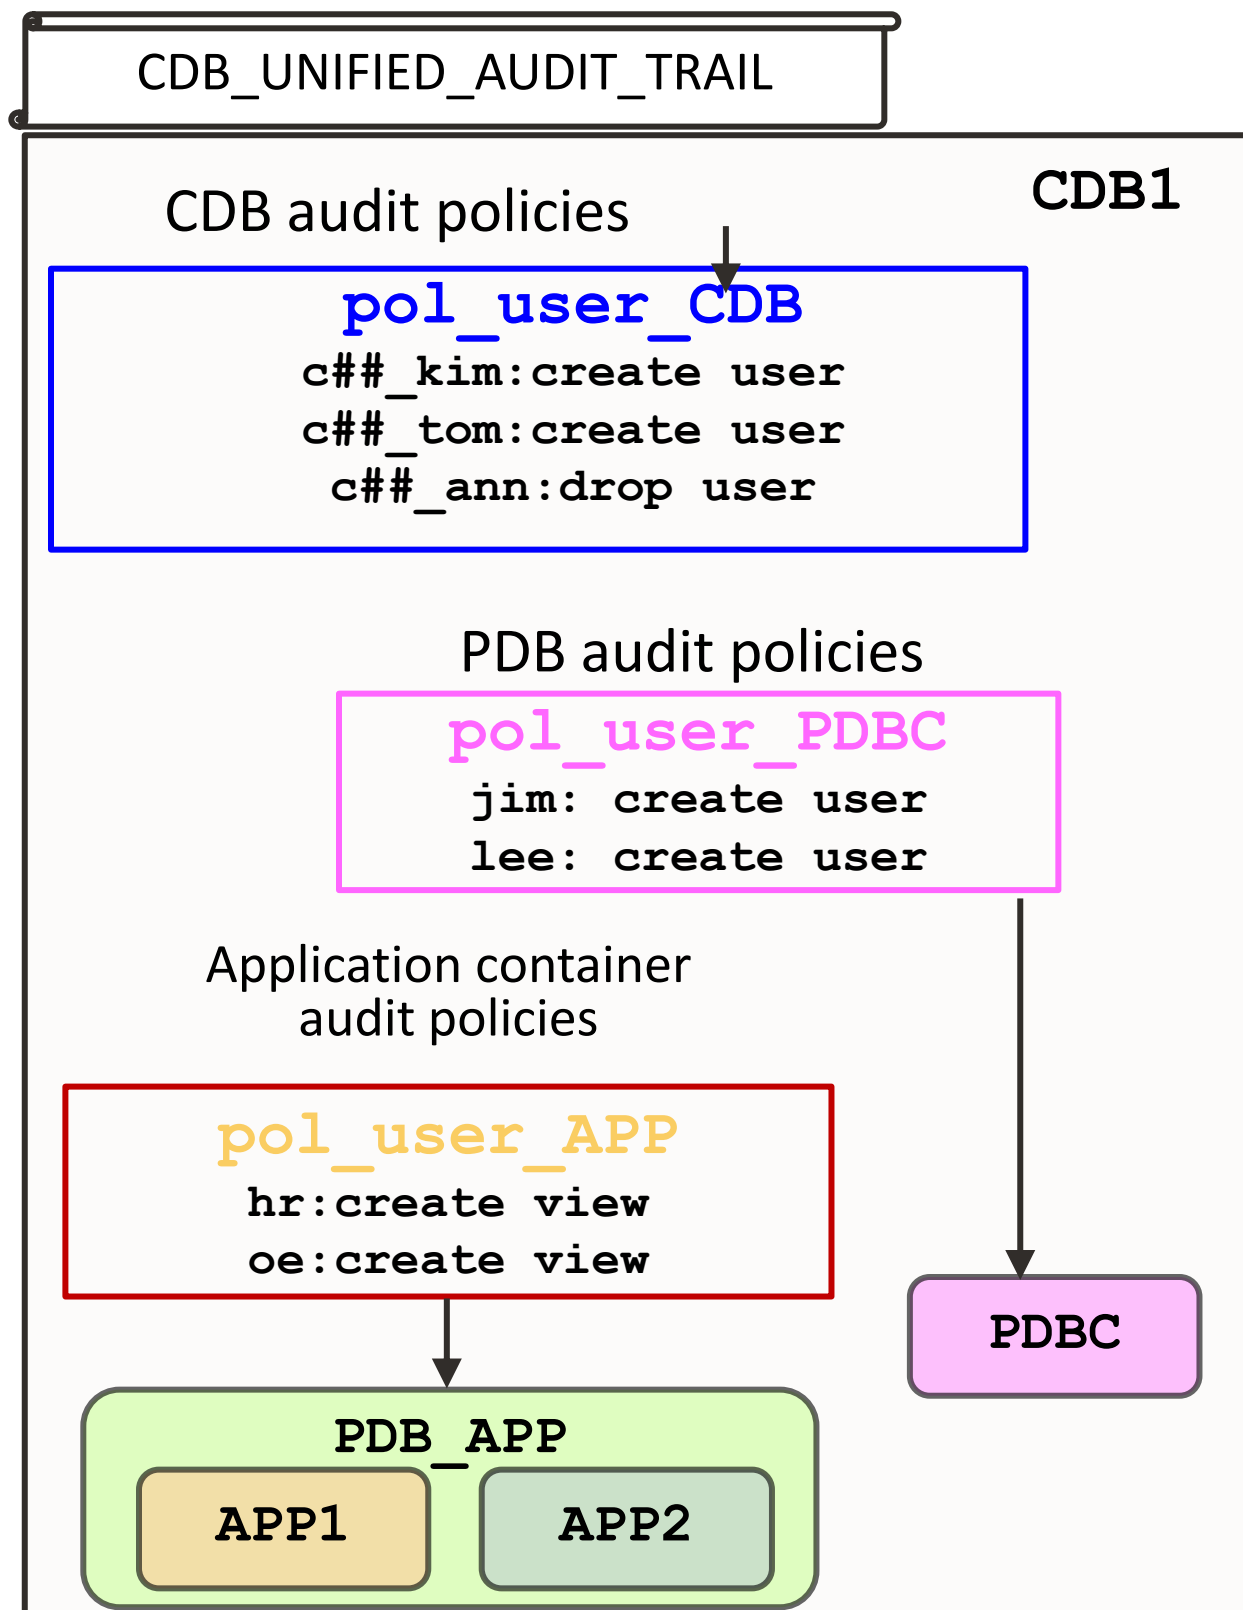 CDB_UNIFIED_AUDIT_TRAIL
CDB1
CDB audit policies
pol_user_CDB
c##_kim:create user
c##_tom:create user
c##_ann:drop user
PDB audit policies
pol_user_PDBC
jim: create user
lee: create user
Application container
audit policies
pol_user_APP
hr:create view
oe:create view
PDBC
PDB_APP
APP1
APP2